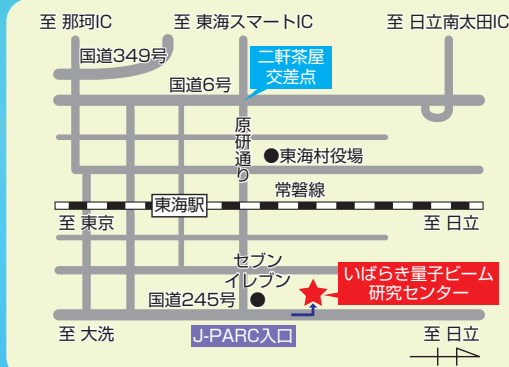 至 那珂IC
至 東海スマートIC
至 日立南太田IC
国道349号
二軒茶屋
交差点
国道6号
原研通り
●東海村役場
常磐線
東海駅
至 東京
至 日立
セブン
イレブン
いばらき量子ビーム
研究センター
国道245号
至 大洗
J-PARC入口
至 日立